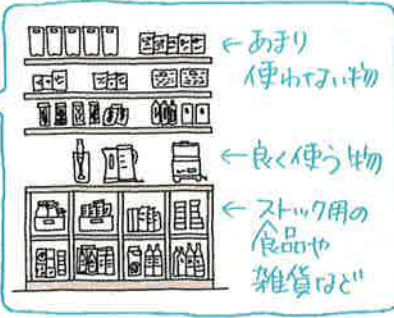 ←あまり
使わない物
←良く使う物
←ストック用の
食品や
雑貨など